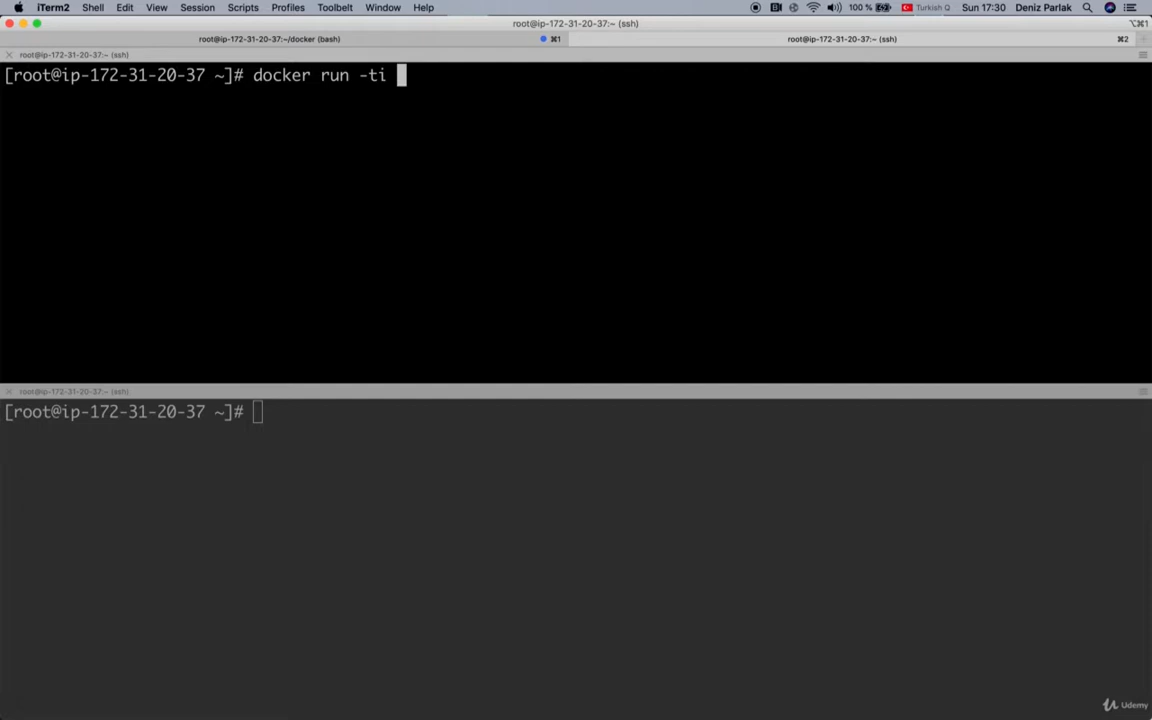 iTerm2 Shell Edit View Session Scripts Profiles Toolbelt Window Help 100 % Turkish Q Sun 17:30 Deniz Parlak
root@ip-172-31-20-37:~ (ssh) ⌥⌘1
root@ip-172-31-20-37:~/docker (bash) ⌘1 root@ip-172-31-20-37:~ (ssh) ⌘2
root@ip-172-31-20-37:~ (ssh)
[root@ip-172-31-20-37 ~]# docker run -ti
root@ip-172-31-20-37:~ (ssh)
[root@ip-172-31-20-37 ~]#
Udemy